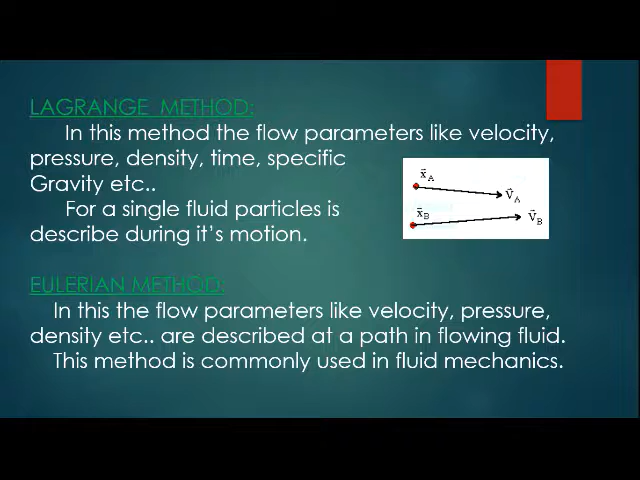 LAGRANGE METHOD:
In this method the flow parameters like velocity,
pressure, density, time, specific
Gravity etc..
For a single fluid particles is
describe during it's motion.
x⃗A
V⃗A
x⃗B
V⃗B
EULERIAN METHOD:
In this the flow parameters like velocity, pressure,
density etc.. are described at a path in flowing fluid.
This method is commonly used in fluid mechanics.